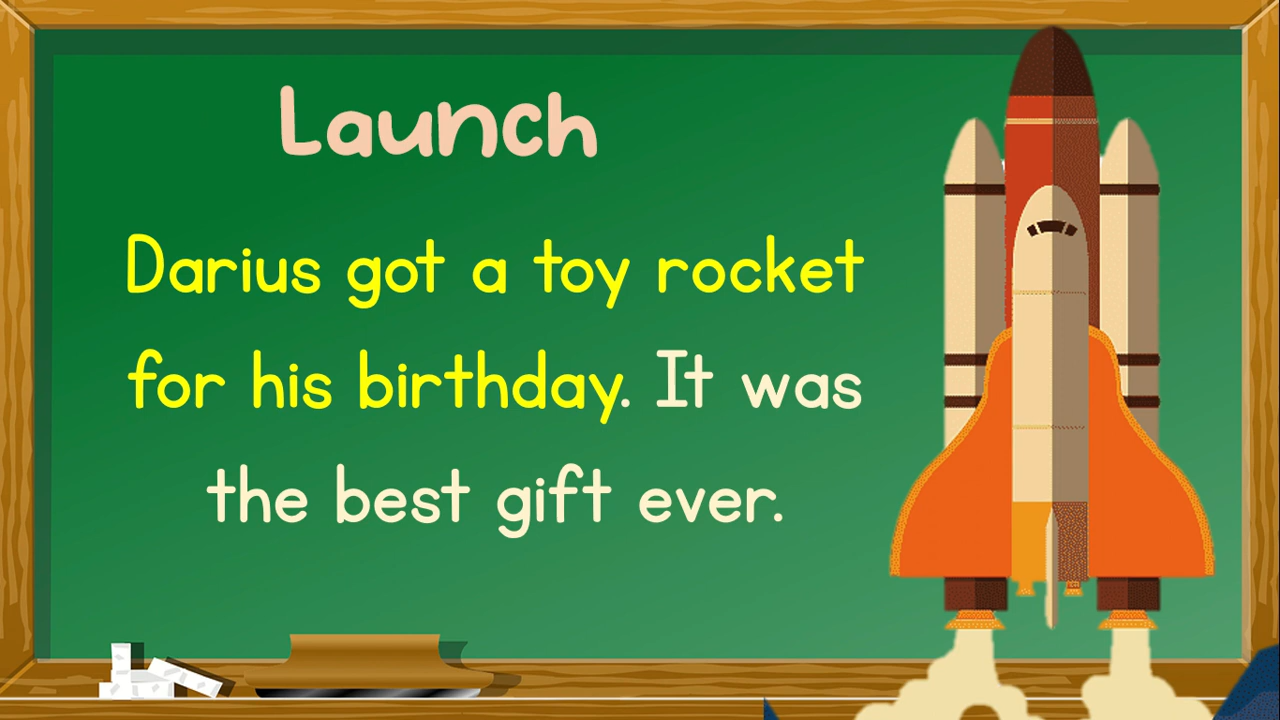 Launch
Darius got a toy rocket
for his birthday. It was
the best gift ever.